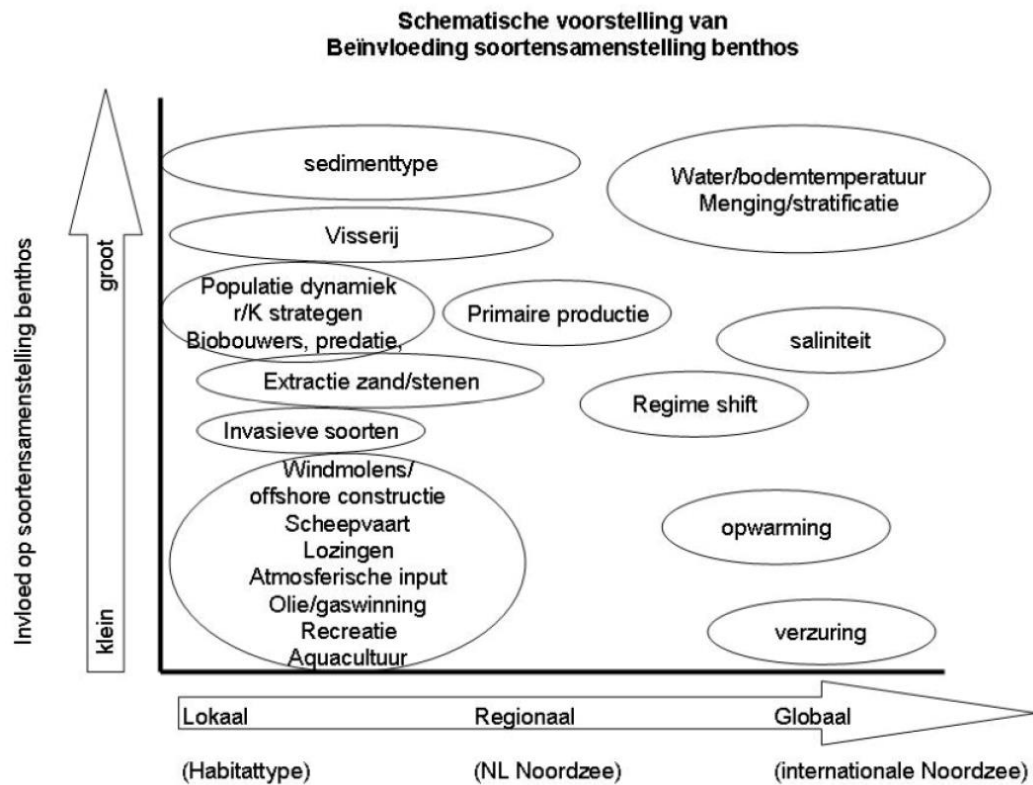 Schematische voorstelling van
Beïnvloeding soortensamenstelling benthos
Invloed op soortensamenstelling benthos
groot
klein
sedimenttype
Water/bodemtemperatuur
Menging/stratificatie
Visserij
Populatie dynamiek
r/K strategen
Biobouwers, predatie,
Primaire productie
saliniteit
Extractie zand/stenen
Regime shift
Invasieve soorten
Windmolens/
offshore constructie
Scheepvaart
Lozingen
Atmosferische input
Olie/gaswinning
Recreatie
Aquacultuur
opwarming
verzuring
Lokaal
Regionaal
Globaal
(Habitattype)
(NL Noordzee)
(internationale Noordzee)